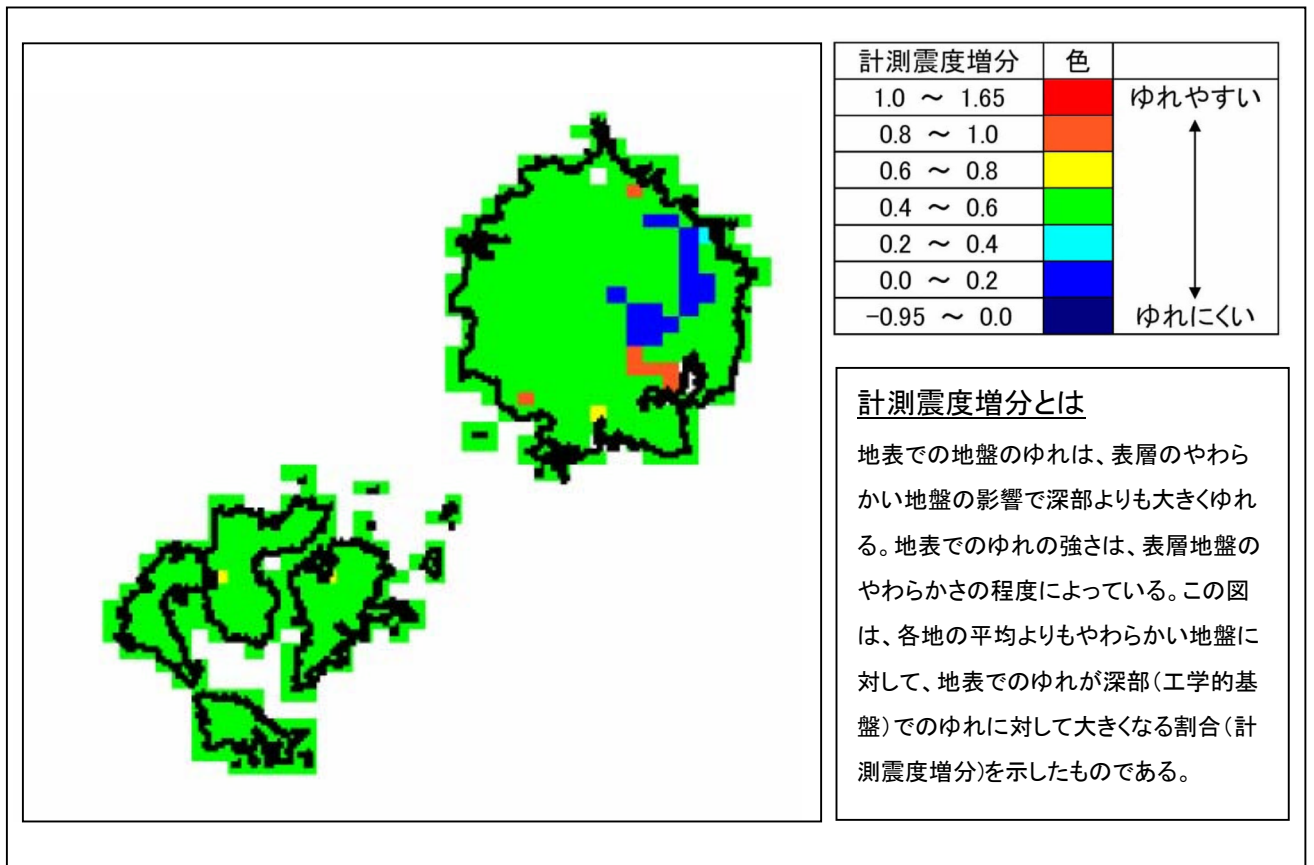 計測震度増分 色
1.0 ～ 1.65 ゆれやすい
0.8 ～ 1.0
0.6 ～ 0.8
0.4 ～ 0.6
0.2 ～ 0.4
0.0 ～ 0.2
-0.95 ～ 0.0 ゆれにくい
計測震度増分とは
地表での地盤のゆれは、表層のやわら
かい地盤の影響で深部よりも大きくゆれ
る。地表でのゆれの強さは、表層地盤の
やわらかさの程度によっている。この図
は、各地の平均よりもやわらかい地盤に
対して、地表でのゆれが深部（工学的基
盤）でのゆれに対して大きくなる割合（計
測震度増分)を示したものである。